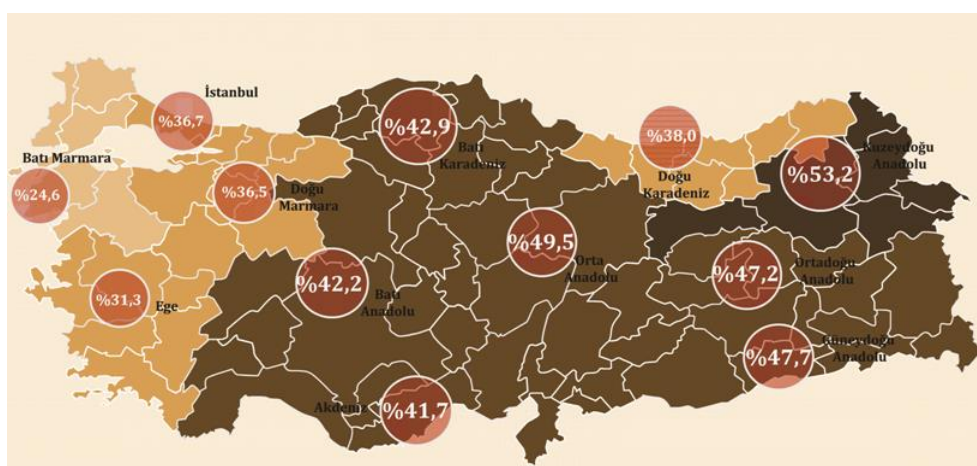 İstanbul
%36,7
%42,9
Batı
Karadeniz
%38,0
Doğu
Karadeniz
Kuzeydoğu
Anadolu
%53,2
Batı Marmara
%24,6
%36,5
Doğu
Marmara
%49,5
Orta
Anadolu
%47,2
Ortadoğu
Anadolu
%42,2
Batı
Anadolu
%31,3
Ege
%47,7
Güneydoğu
Anadolu
Akdeniz
%41,7